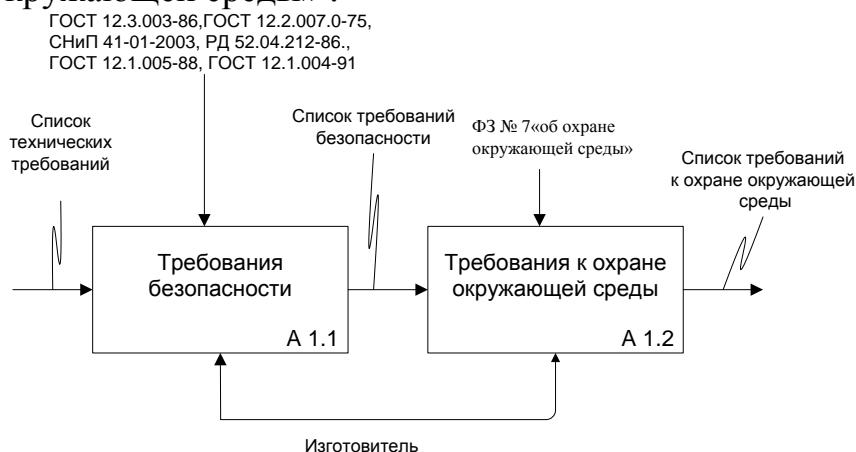 кружающей среды» .
ГОСТ 12.3.003-86,ГОСТ 12.2.007.0-75,
СНиП 41-01-2003, РД 52.04.212-86.,
ГОСТ 12.1.005-88, ГОСТ 12.1.004-91
Список
технических
требований
Список требований
безопасности
ФЗ № 7«об охране
окружающей среды»
Список требований
к охране окружающей
среды
Требования
безопасности
А 1.1
Требования к охране
окружающей среды
А 1.2
Изготовитель